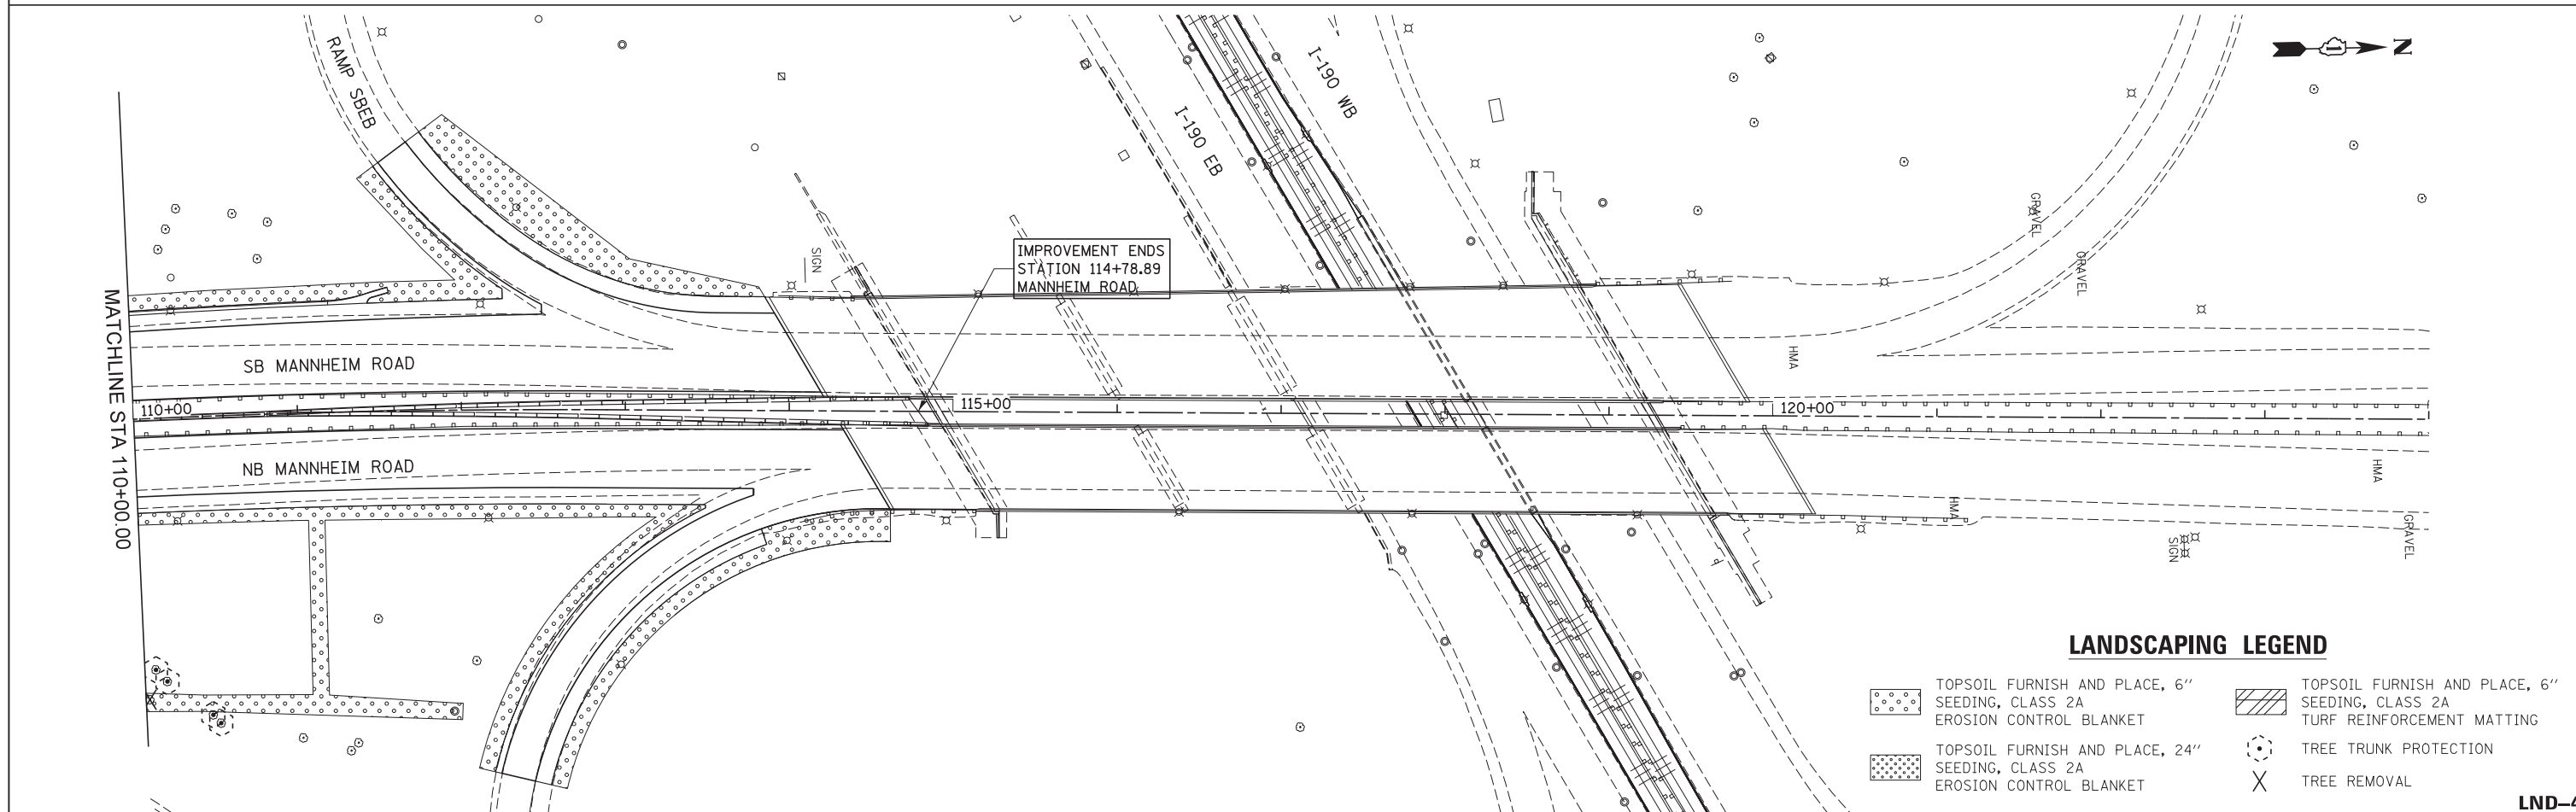 RAMP SBEB
I-190 WB
N
I-190 EB
GRAVEL
SIGN
IMPROVEMENT ENDS
STATION 114+78.89
MANNHEIM ROAD
GRAVEL
MATCHLINE STA 110+00.00
SB MANNHEIM ROAD
HMA
110+00
115+00
120+00
NB MANNHEIM ROAD
HMA
HMA
GRAVEL
SIGN
LANDSCAPING LEGEND
TOPSOIL FURNISH AND PLACE, 6"
SEEDING, CLASS 2A
EROSION CONTROL BLANKET
TOPSOIL FURNISH AND PLACE, 24"
SEEDING, CLASS 2A
EROSION CONTROL BLANKET
TOPSOIL FURNISH AND PLACE, 6"
SEEDING, CLASS 2A
TURF REINFORCEMENT MATTING
TREE TRUNK PROTECTION
TREE REMOVAL